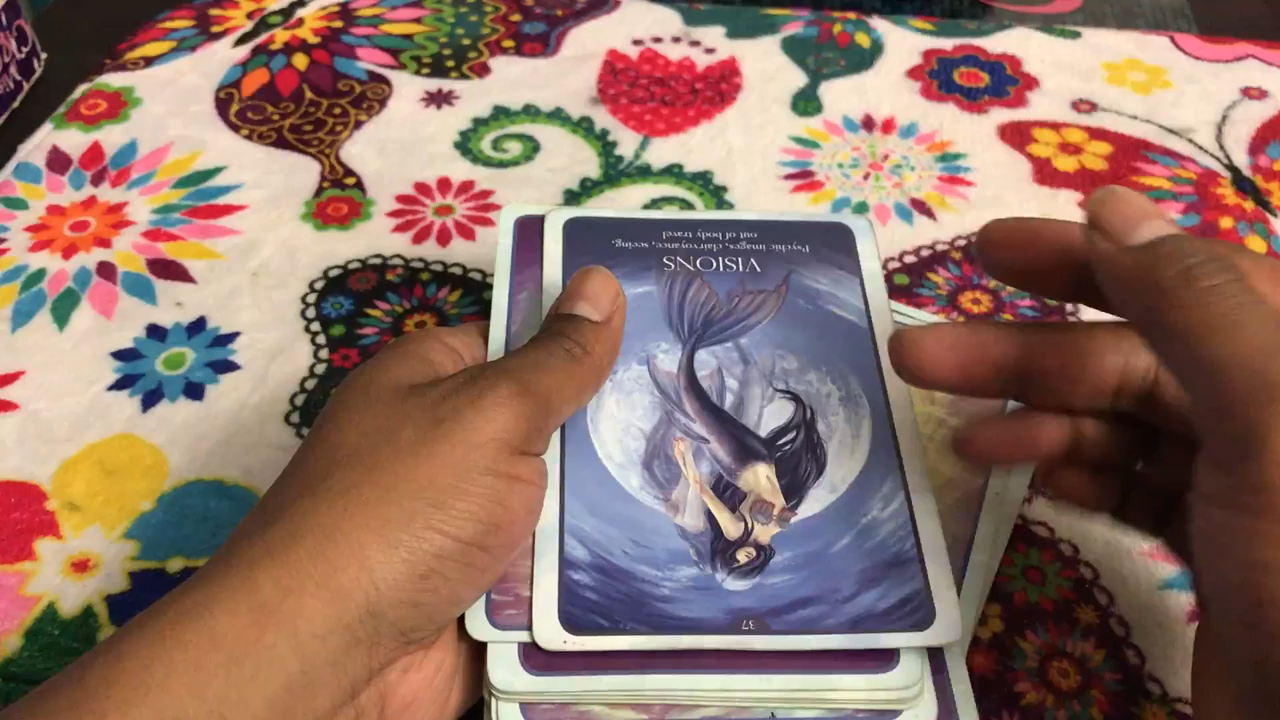 VISIONS
Psychic images, clairvoyance, seeing,
out of body travel
37